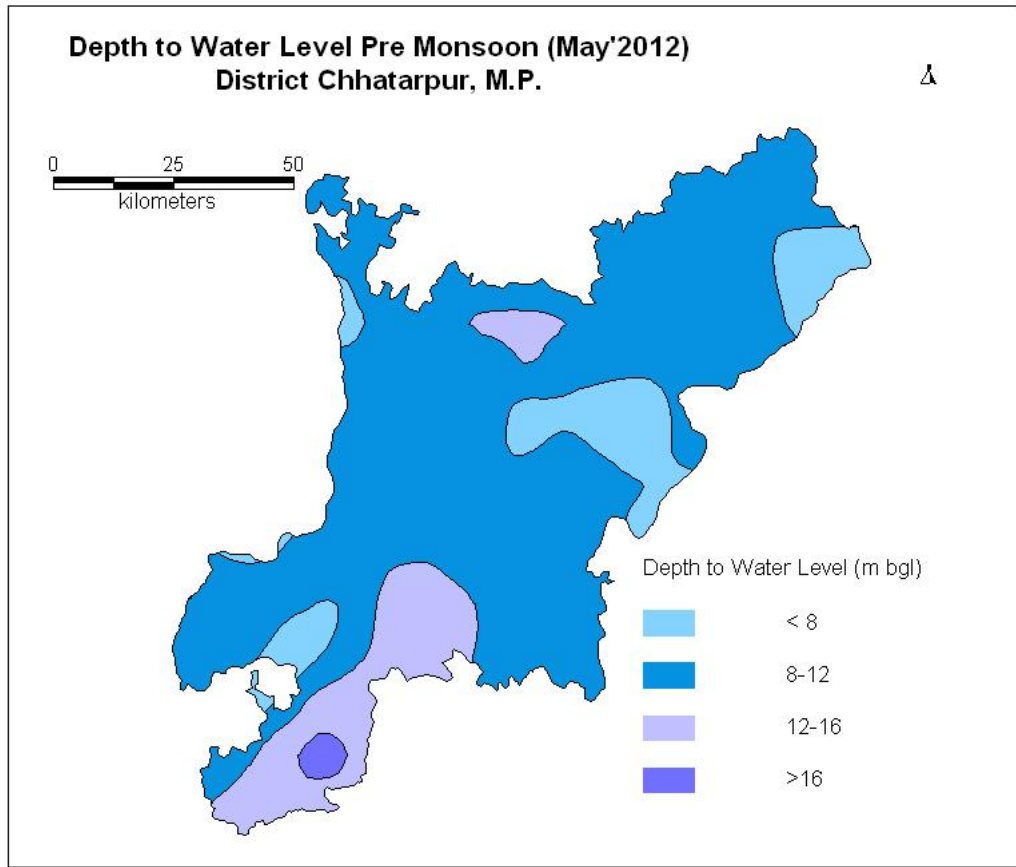 Depth to Water Level Pre Monsoon (May'2012)
District Chhatarpur, M.P.
0 25 50
kilometers
Depth to Water Level (m bgl)
< 8
8-12
12-16
>16